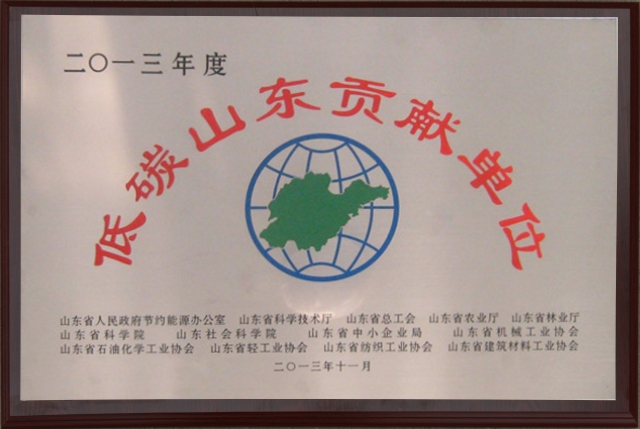 二〇一三年度
低碳山东贡献单位
山东省人民政府节约能源办公室 山东省科学技术厅 山东省总工会 山东省农业厅 山东省林业厅
山东省科学院 山东社会科学院 山东省中小企业局 山东省机械工业协会
山东省石油化学工业协会 山东省轻工业协会 山东省纺织工业协会 山东省建筑材料工业协会
二〇一三年十一月